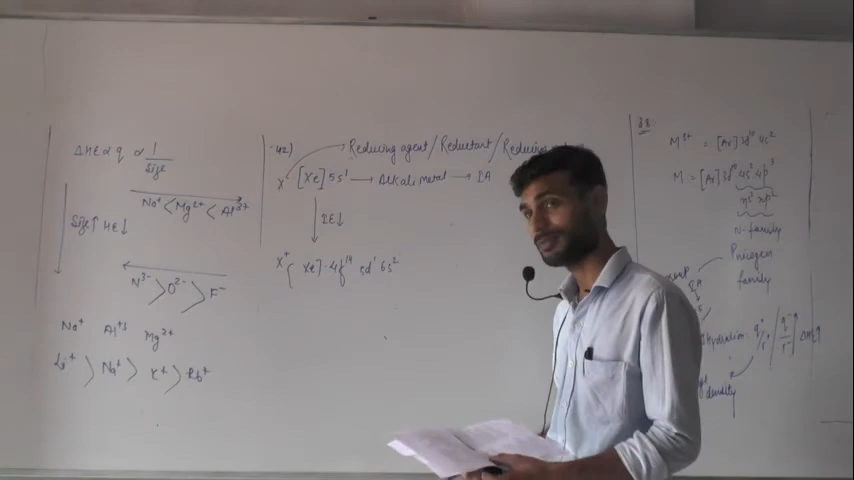 ΔHE ∝ q ∝ 1/Size
Na⁺ < Mg²⁺ < Al³⁺
Size↑ HE↓
N³⁻ > O²⁻ > F⁻
Na⁺ Al⁺³ Mg²⁺
Li⁺ > Na⁺ > K⁺ > Rb⁺
42) Reducing agent/Reductant/Reducing
X [Xe] 5s¹ → Alkali metal → IA
IE↓
X⁺ [Xe] 4f¹⁴ 5d¹ 6s²
38.
= [Ar] 3d¹⁰ 4s²
M = [Ar] 3d¹⁰ 4s² 4p³
ns² np³
N-family
Pnicogen
family
IA
Hydration
density